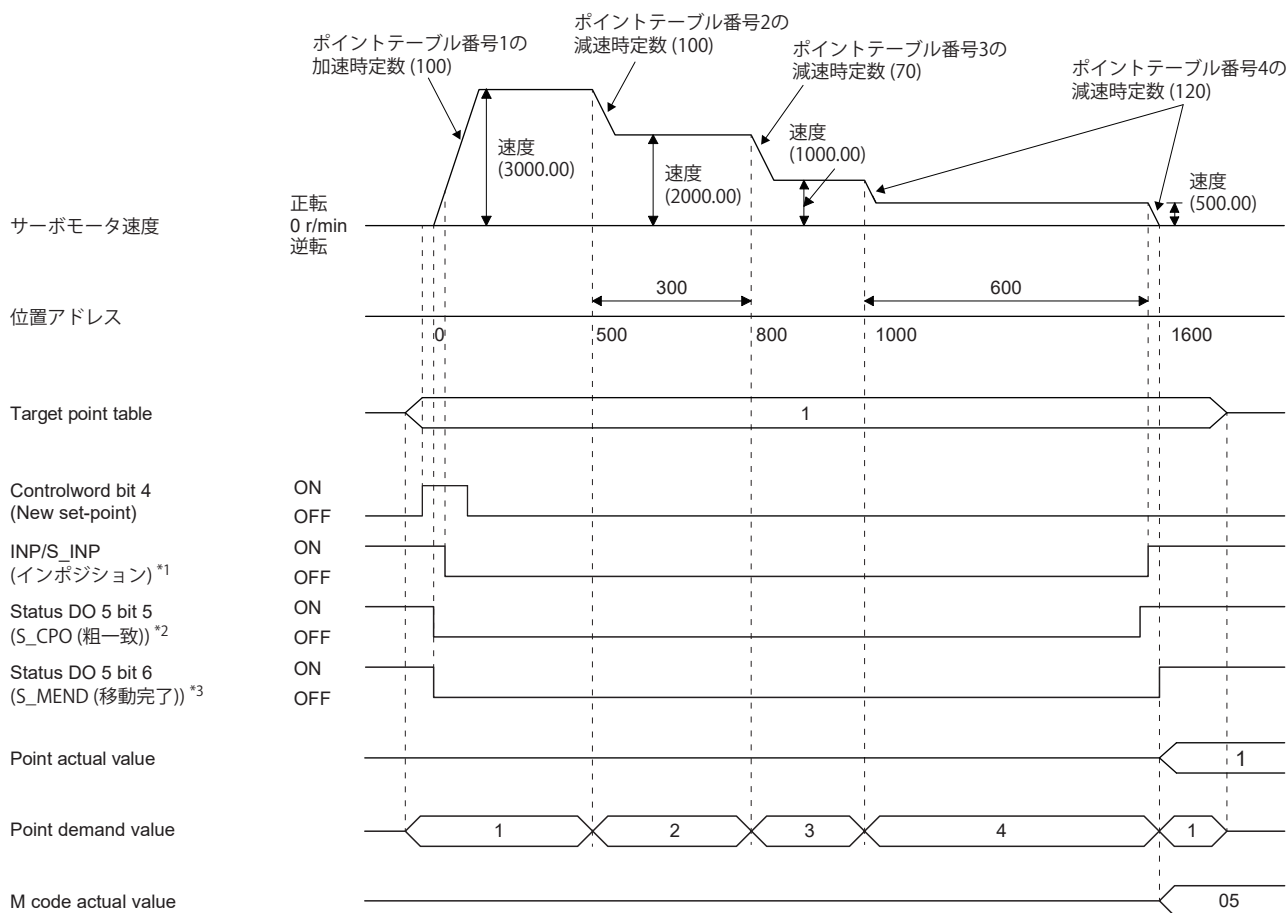 ポイントテーブル番号1の
加速時定数 (100)
ポイントテーブル番号2の
減速時定数 (100)
ポイントテーブル番号3の
減速時定数 (70)
ポイントテーブル番号4の
減速時定数 (120)
速度
(3000.00)
速度
(2000.00)
速度
(1000.00)
速度
(500.00)
サーボモータ速度
正転
0 r/min
逆転
300
600
位置アドレス
0
500
800
1000
1600
Target point table
1
Controlword bit 4
(New set-point)
ON
OFF
INP/S_INP
(インポジション) *1
ON
OFF
Status DO 5 bit 5
(S_CPO (粗一致)) *2
ON
OFF
Status DO 5 bit 6
(S_MEND (移動完了)) *3
ON
OFF
Point actual value
1
Point demand value
1
2
3
4
1
M code actual value
05